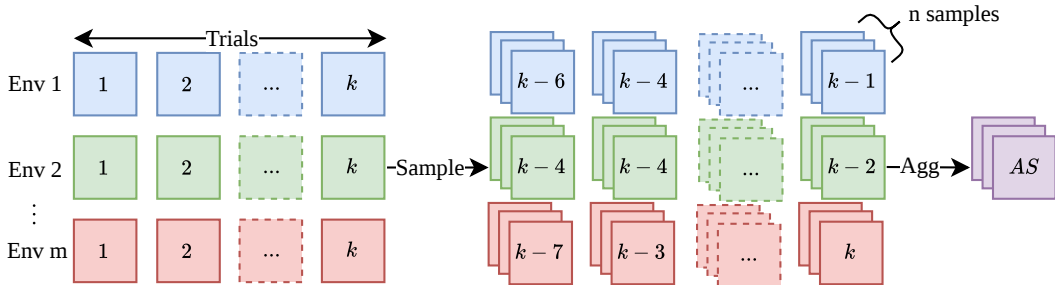 n samples
Trials
Env 1 1 2 ... k k − 6 k − 4 ... k − 1
Env 2 1 2 ... k Sample k − 4 k − 4 ... k − 2 Agg AS
⋮
Env m 1 2 ... k k − 7 k − 3 ... k